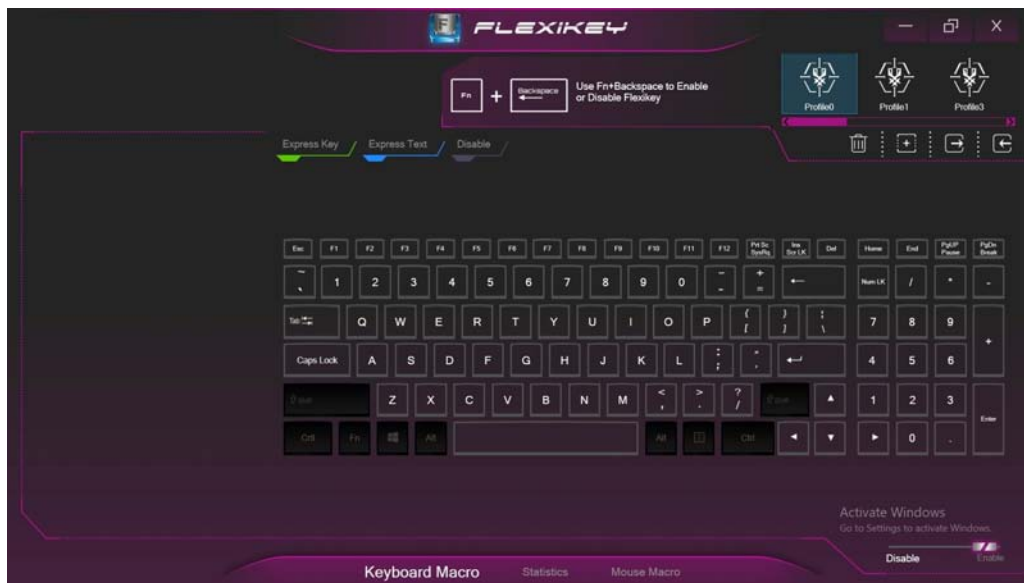 FLEXiKEY
Fn + Backspace Use Fn+Backspace to Enable
or Disable Flexikey
Profile0 Profile1 Profile3
Express Key / Express Text / Disable /
Esc F1 F2 F3 F4 F5 F6 F7 F8 F9 F10 F11 F12 Prt Sc Ins Del Home End PgUP PgDn
SysRq Scr LK Pause Break
~ 1 2 3 4 5 6 7 8 9 0 - + Num LK / * -
- =
Tab Q W E R T Y U I O P { } ¦ 7 8 9 +
[ ] \
Caps Lock A S D F G H J K L : " 4 5 6
; '
Z X C V B N M < > ? 1 2 3 Enter
, . /
Ctrl Fn Alt Alt Ctrl 0 .
Activate Windows
Go to Settings to activate Windows.
Disable Enable
Keyboard Macro Statistics Mouse Macro